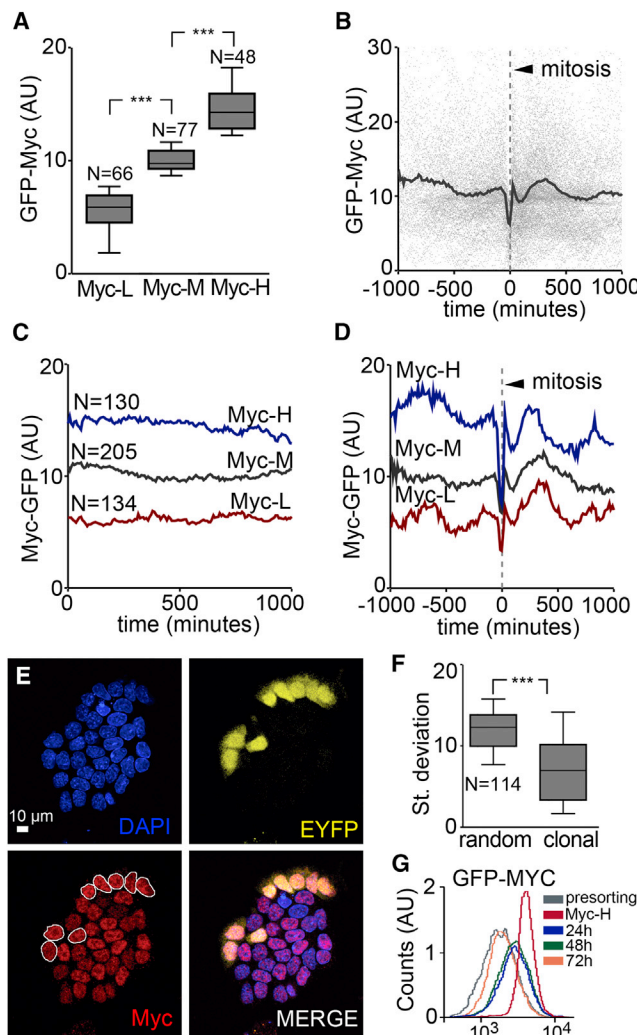 A
GFP-Myc (AU)
20
10
0
N=66
***
N=77
***
N=48
Myc-L Myc-M Myc-H
B
GFP-Myc (AU)
30
20
10
0
mitosis
-1000 -500 0 500 1000
time (minutes)
C
Myc-GFP (AU)
20
10
0
N=130 Myc-H
N=205 Myc-M
N=134 Myc-L
0 500 1000
time (minutes)
D
Myc-GFP (AU)
20
10
0
Myc-H
mitosis
Myc-M
Myc-L
-1000 -500 0 500 1000
time (minutes)
E
10 µm
DAPI
EYFP
Myc
MERGE
F
St. deviation
20
10
0
***
N=114
random clonal
G
GFP-MYC
Counts (AU)
2
1
0
presorting
Myc-H
24h
48h
72h
10³ 10⁴